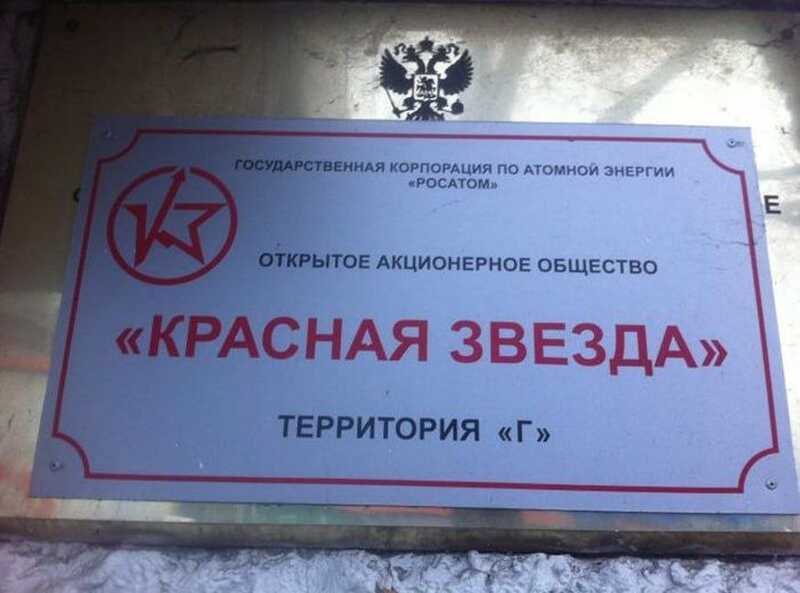 ГОСУДАРСТВЕННАЯ КОРПОРАЦИЯ ПО АТОМНОЙ ЭНЕРГИИ
«РОСАТОМ»
Е
ОТКРЫТОЕ АКЦИОНЕРНОЕ ОБЩЕСТВО
«КРАСНАЯ ЗВЕЗДА»
ТЕРРИТОРИЯ «Г»